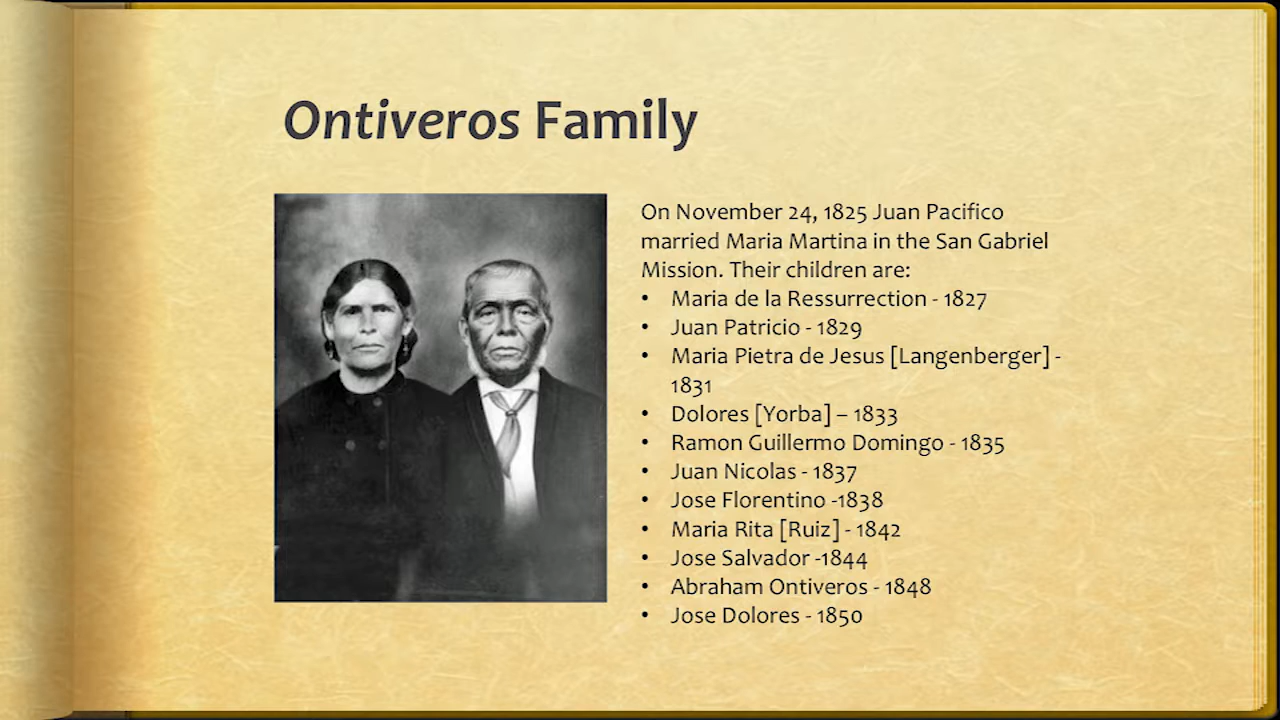 Ontiveros Family
On November 24, 1825 Juan Pacifico
married Maria Martina in the San Gabriel
Mission. Their children are:
• Maria de la Ressurrection - 1827
• Juan Patricio - 1829
• Maria Pietra de Jesus [Langenberger] -
1831
• Dolores [Yorba] – 1833
• Ramon Guillermo Domingo - 1835
• Juan Nicolas - 1837
• Jose Florentino -1838
• Maria Rita [Ruiz] - 1842
• Jose Salvador -1844
• Abraham Ontiveros - 1848
• Jose Dolores - 1850